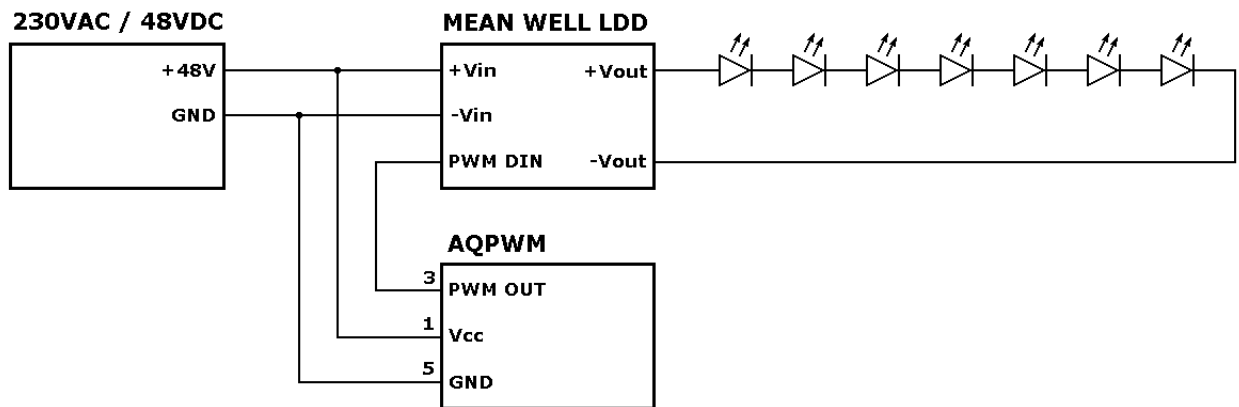 230VAC / 48VDC
+48V
GND
MEAN WELL LDD
+Vin
-Vin
PWM DIN
+Vout
-Vout
AQPWM
3
PWM OUT
1
Vcc
5
GND